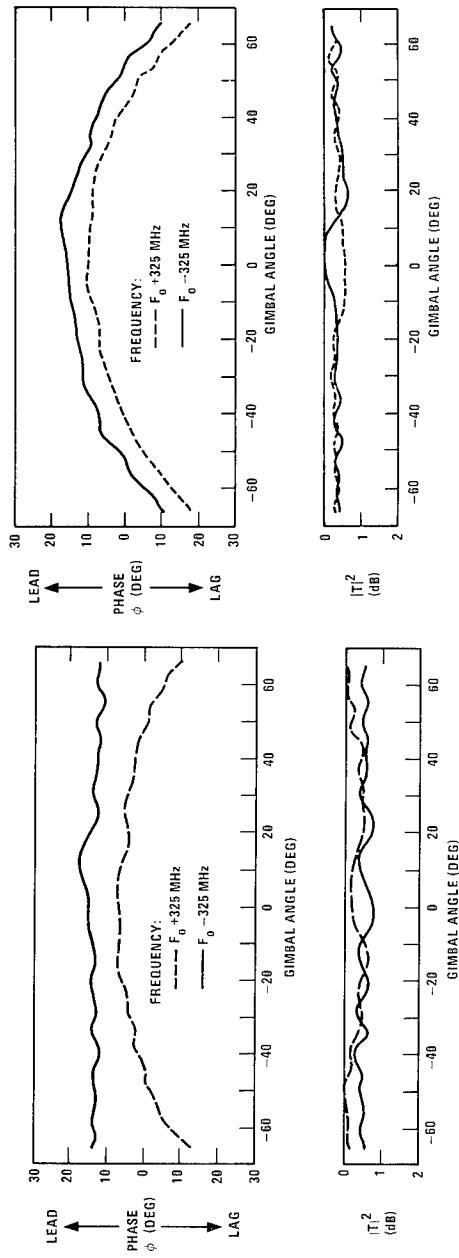 LEAD
PHASE
ϕ (DEG)
LAG
30
20
10
0
10
20
30
FREQUENCY:
F₀ +325 MHz
F₀ −325 MHz
−60 −40 −20 0 20 40 60
GIMBAL ANGLE (DEG)
|T|²
(dB)
0
1
2
−60 −40 −20 0 20 40 60
GIMBAL ANGLE (DEG)
LEAD
PHASE
ϕ (DEG)
LAG
30
20
10
0
10
20
30
FREQUENCY:
F₀ +325 MHz
F₀ −325 MHz
−60 −40 −20 0 20 40 60
GIMBAL ANGLE (DEG)
|T|²
(dB)
0
1
2
−60 −40 −20 0 20 40 60
GIMBAL ANGLE (DEG)